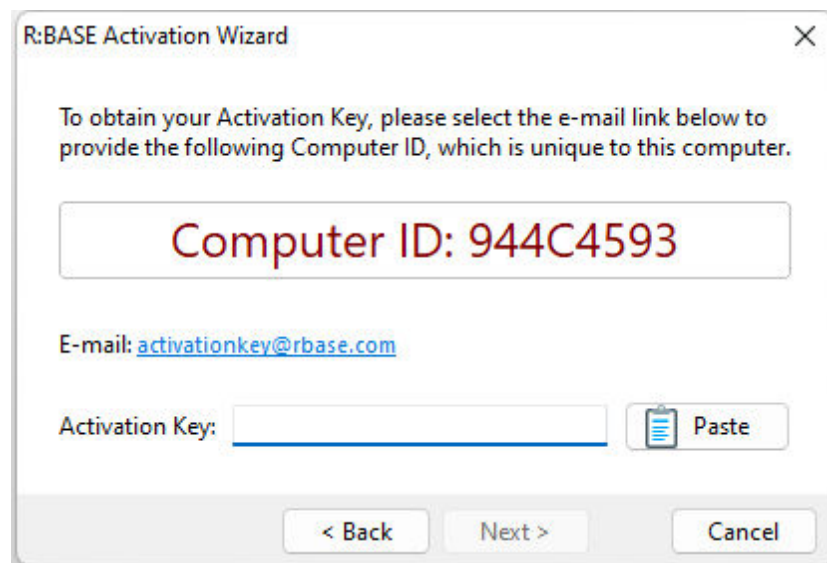 R:BASE Activation Wizard
To obtain your Activation Key, please select the e-mail link below to
provide the following Computer ID, which is unique to this computer.
Computer ID: 944C4593
E-mail: activationkey@rbase.com
Activation Key:
Paste
< Back
Next >
Cancel